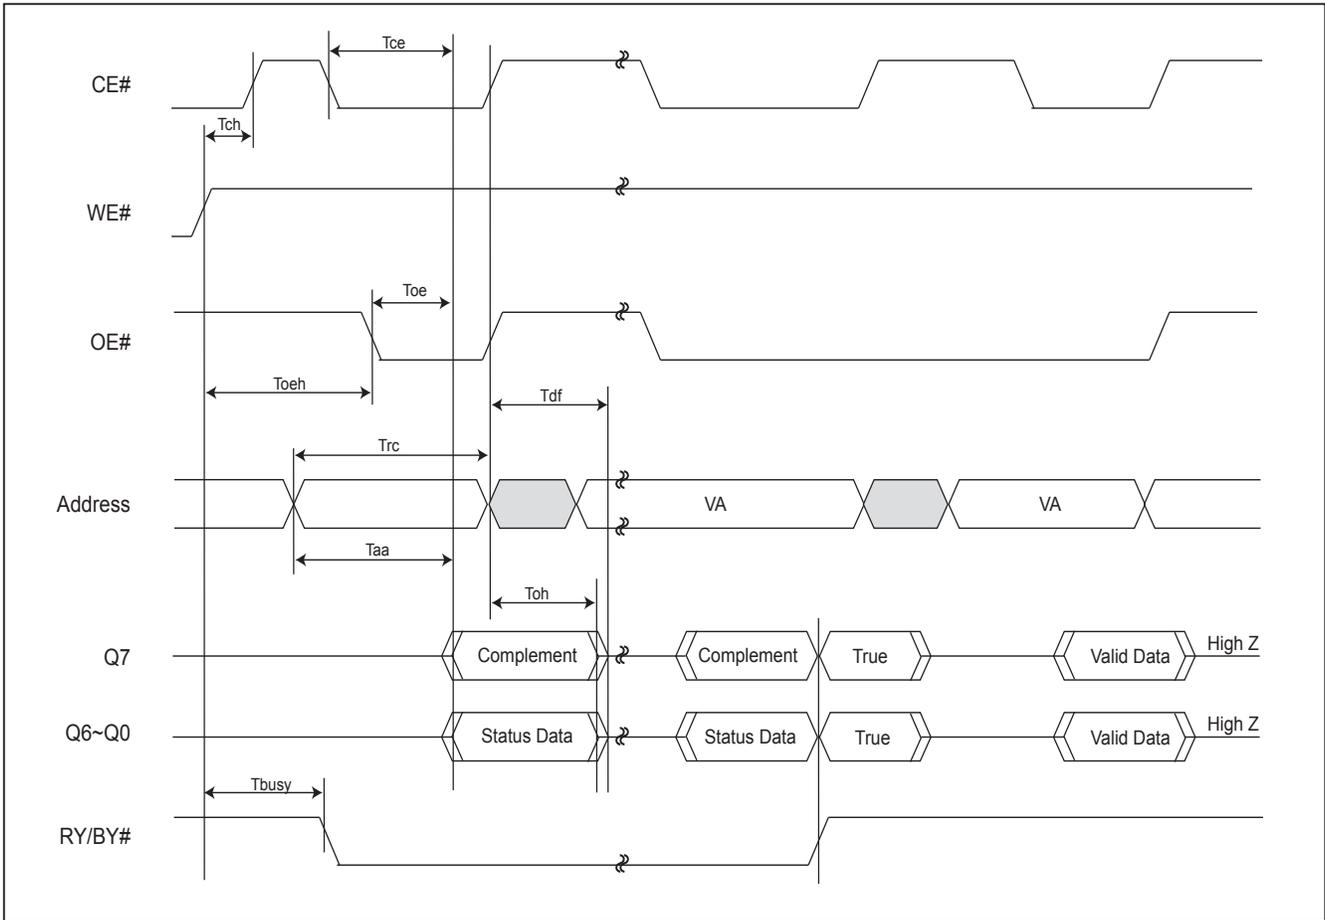 Tce
CE#
Tch
WE#
Toe
OE#
Toeh
Tdf
Trc
Address
VA
VA
Taa
Toh
Q7
Complement
Complement
True
Valid Data
High Z
Q6~Q0
Status Data
Status Data
True
Valid Data
High Z
Tbusy
RY/BY#